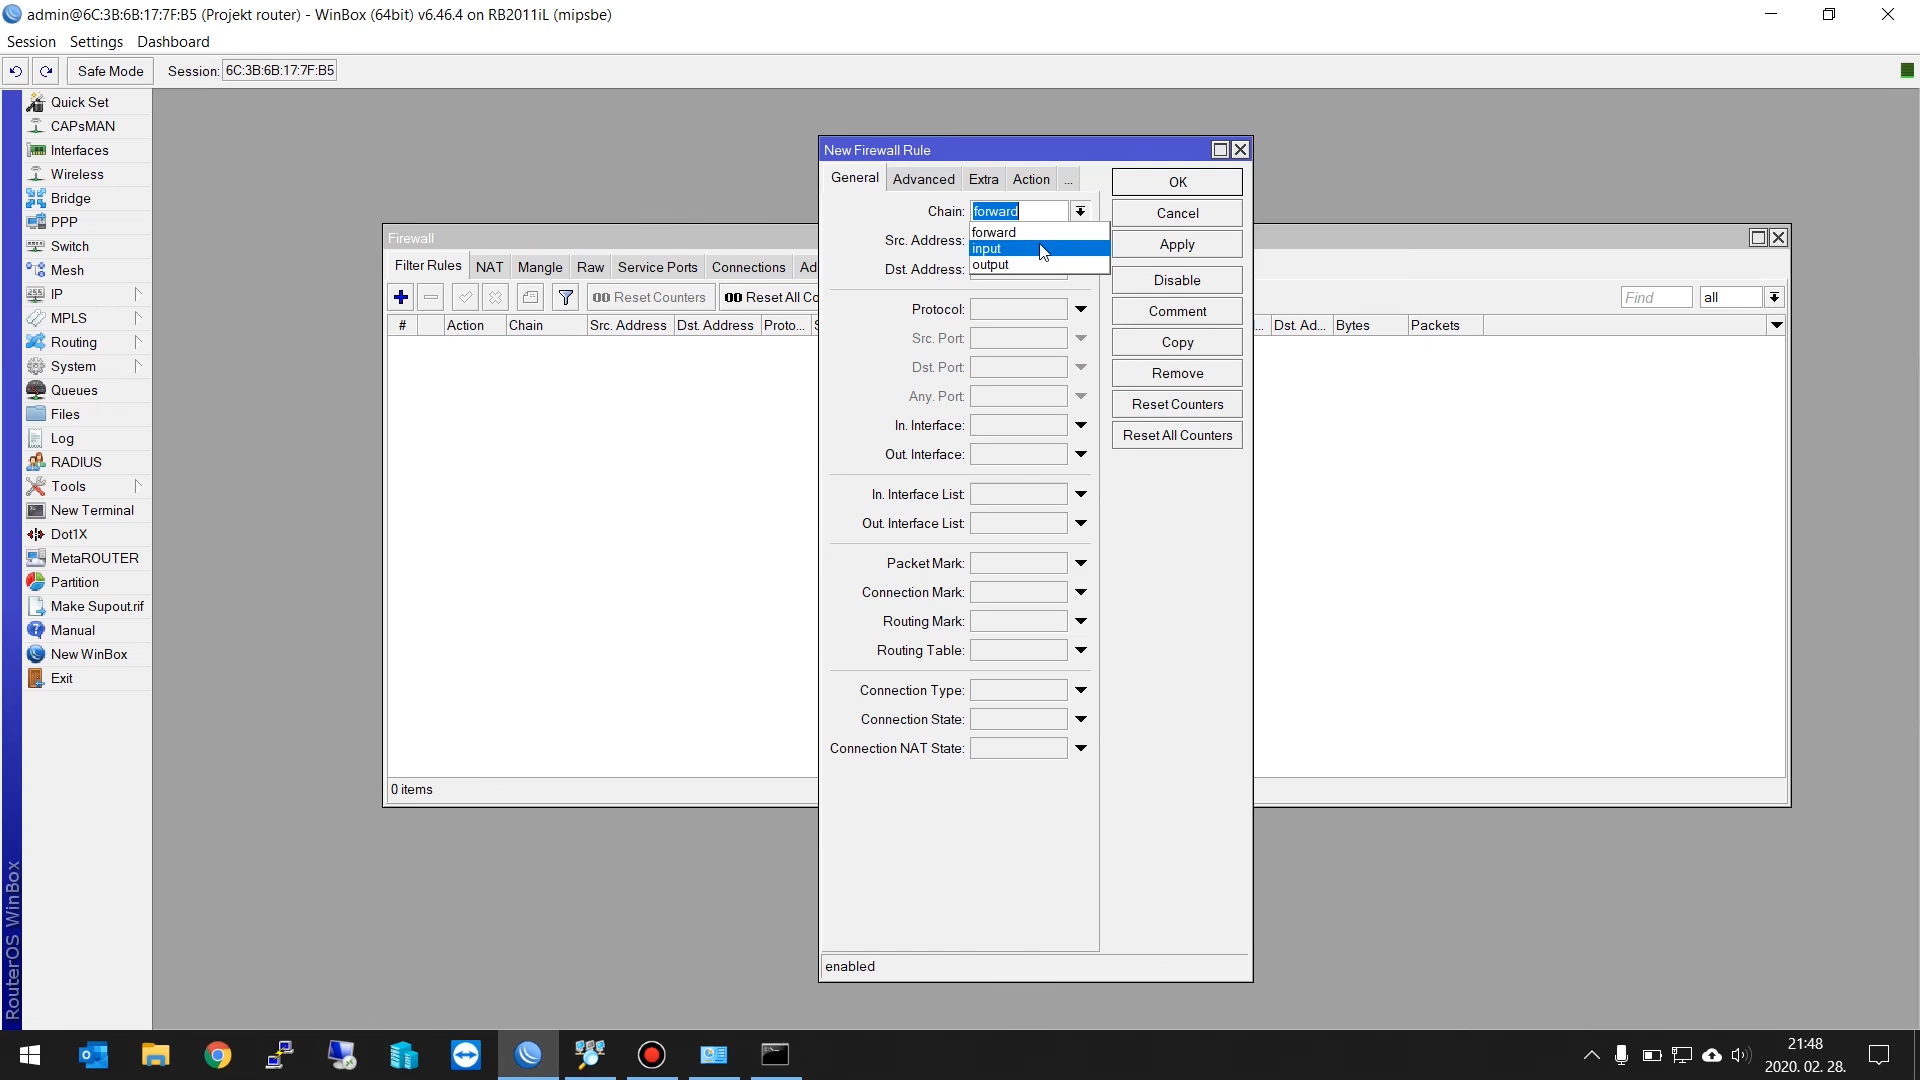 admin@6C:3B:6B:17:7F:B5 (Projekt router) - WinBox (64bit) v6.46.4 on RB2011iL (mipsbe)
Session Settings Dashboard
Safe Mode Session: 6C:3B:6B:17:7F:B5
Quick Set
CAPsMAN
Interfaces
Wireless
Bridge
PPP
Switch
Mesh
IP
MPLS
Routing
System
Queues
Files
Log
RADIUS
Tools
New Terminal
Dot1X
MetaROUTER
Partition
Make Supout.rif
Manual
New WinBox
Exit
RouterOS WinBox
Firewall
Filter Rules NAT Mangle Raw Service Ports Connections Ad
00 Reset Counters 00 Reset All Co
Find all
# Action Chain Src. Address Dst. Address Proto... S
... Dst. Ad... Bytes Packets
0 items
New Firewall Rule
General Advanced Extra Action ...
Chain: forward
forward
input
output
Src. Address:
Dst. Address:
Protocol:
Src. Port:
Dst. Port:
Any. Port:
In. Interface:
Out. Interface:
In. Interface List:
Out. Interface List:
Packet Mark:
Connection Mark:
Routing Mark:
Routing Table:
Connection Type:
Connection State:
Connection NAT State:
OK
Cancel
Apply
Disable
Comment
Copy
Remove
Reset Counters
Reset All Counters
enabled
21:48
2020. 02. 28.